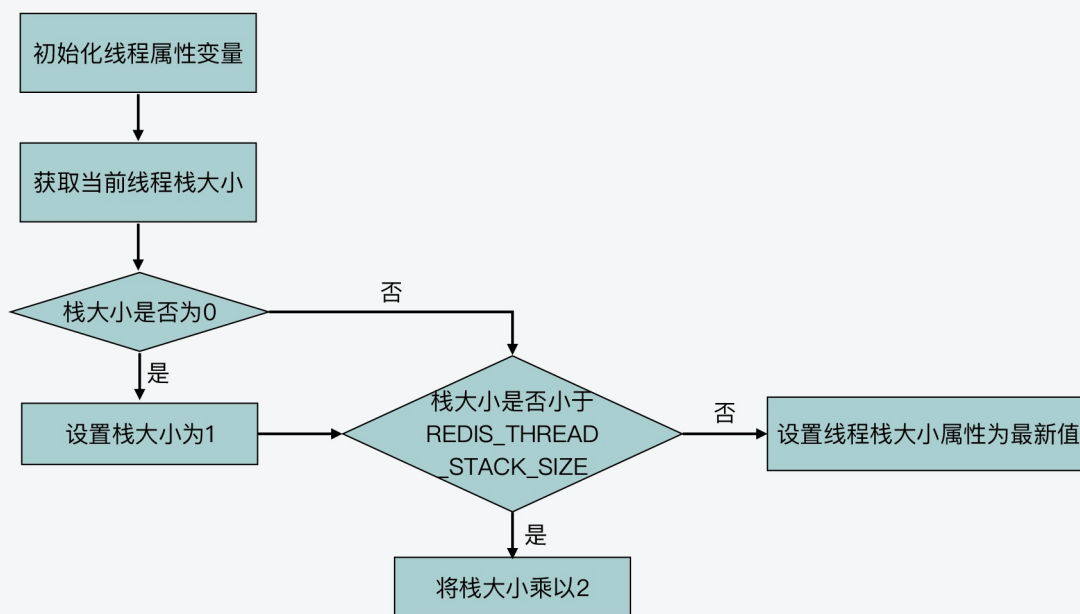 初始化线程属性变量
获取当前线程栈大小
栈大小是否为0
否
是
设置栈大小为1
栈大小是否小于
REDIS_THREAD
_STACK_SIZE
否
设置线程栈大小属性为最新值
是
将栈大小乘以2